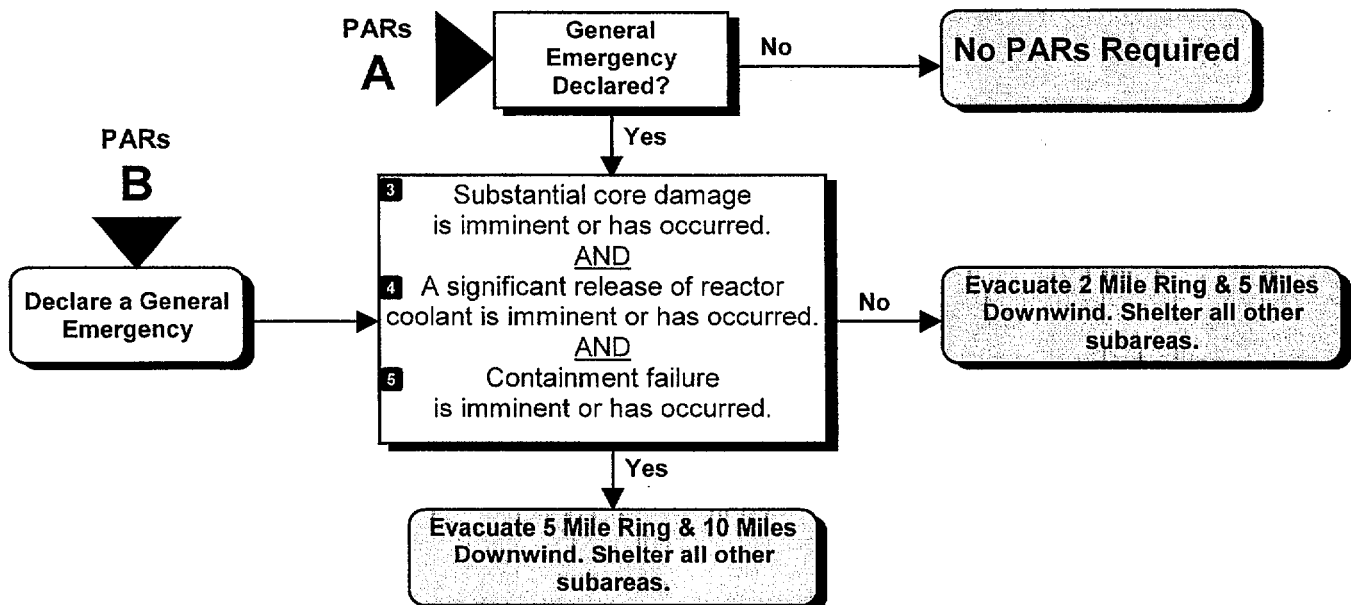 PARs
A
General
Emergency
Declared?
No
No PARs Required
Yes
PARs
B
Declare a General
Emergency
3 Substantial core damage
is imminent or has occurred.
AND
4 A significant release of reactor
coolant is imminent or has occurred.
AND
5 Containment failure
is imminent or has occurred.
No
Evacuate 2 Mile Ring & 5 Miles
Downwind. Shelter all other
subareas.
Yes
Evacuate 5 Mile Ring & 10 Miles
Downwind. Shelter all other
subareas.